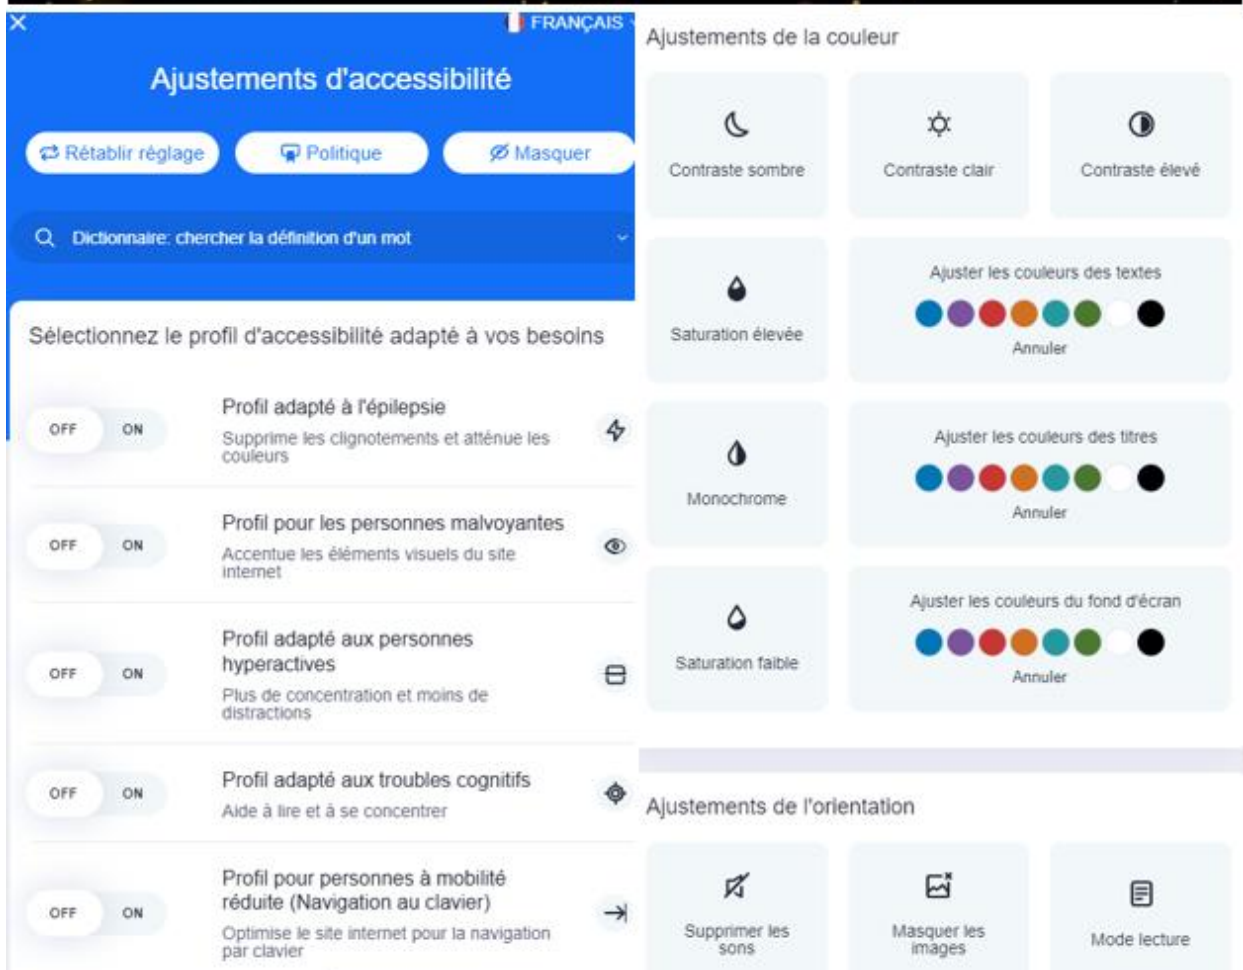 FRANÇAIS
Ajustements d'accessibilité
Rétablir réglage
Politique
Masquer
Dictionnaire: chercher la définition d'un mot
Sélectionnez le profil d'accessibilité adapté à vos besoins
OFF ON
Profil adapté à l'épilepsie
Supprime les clignotements et atténue les
couleurs
OFF ON
Profil pour les personnes malvoyantes
Accentue les éléments visuels du site
internet
OFF ON
Profil adapté aux personnes
hyperactives
Plus de concentration et moins de
distractions
OFF ON
Profil adapté aux troubles cognitifs
Aide à lire et à se concentrer
OFF ON
Profil pour personnes à mobilité
réduite (Navigation au clavier)
Optimise le site internet pour la navigation
par clavier
Ajustements de la couleur
Contraste sombre
Contraste clair
Contraste élevé
Saturation élevée
Ajuster les couleurs des textes
Annuler
Monochrome
Ajuster les couleurs des titres
Annuler
Saturation faible
Ajuster les couleurs du fond d'écran
Annuler
Ajustements de l'orientation
Supprimer les
sons
Masquer les
images
Mode lecture